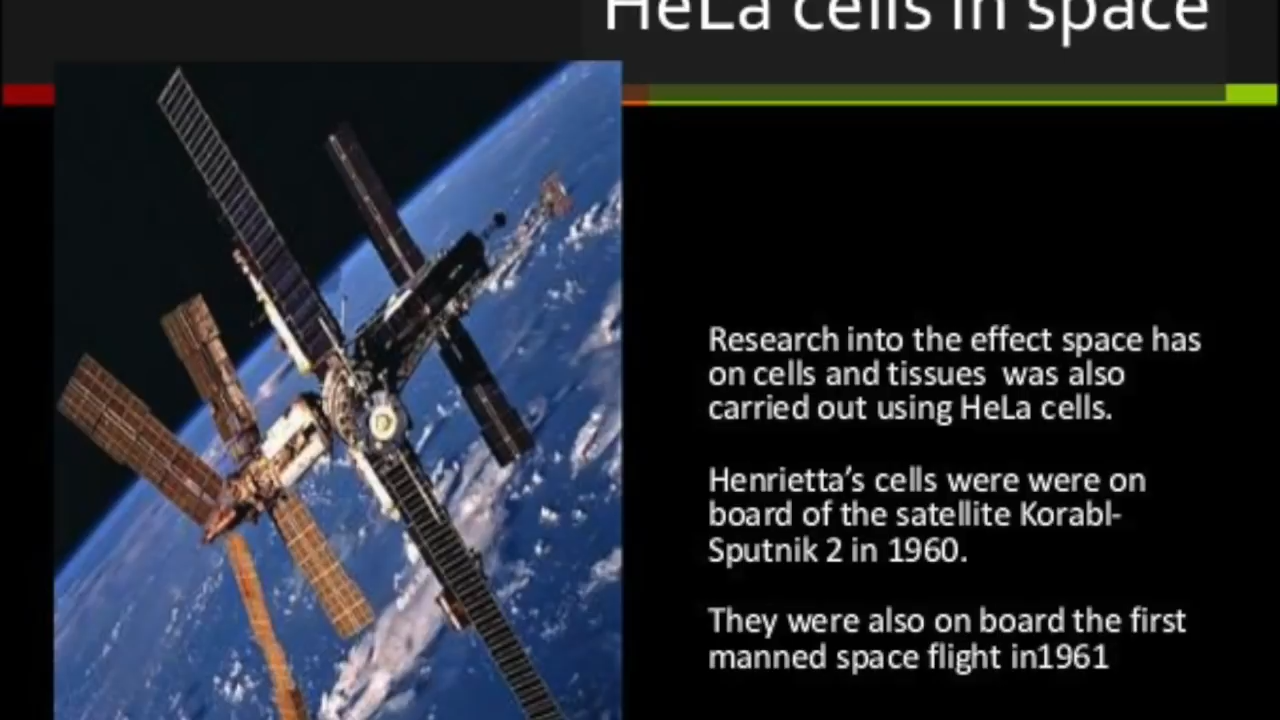 HeLa cells in space
Research into the effect space has
on cells and tissues  was also
carried out using HeLa cells.
Henrietta’s cells were were on
board of the satellite Korabl-
Sputnik 2 in 1960.
They were also on board the first
manned space flight in1961